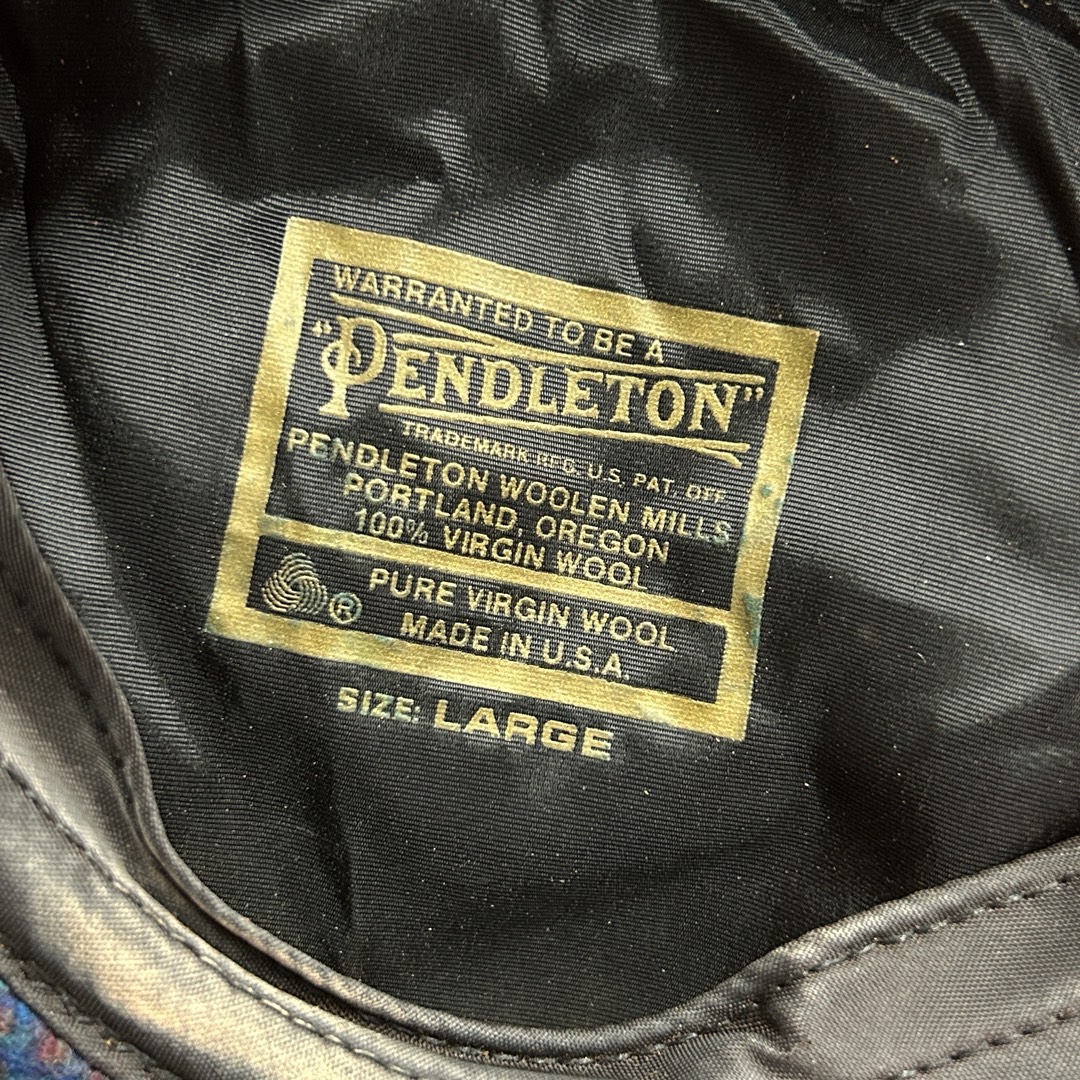 WARRANTED TO BE A
"PENDLETON"
TRADEMARK REG. U.S. PAT. OFF.
PENDLETON WOOLEN MILLS
PORTLAND, OREGON
100% VIRGIN WOOL
®
PURE VIRGIN WOOL
MADE IN U.S.A.
SIZE: LARGE